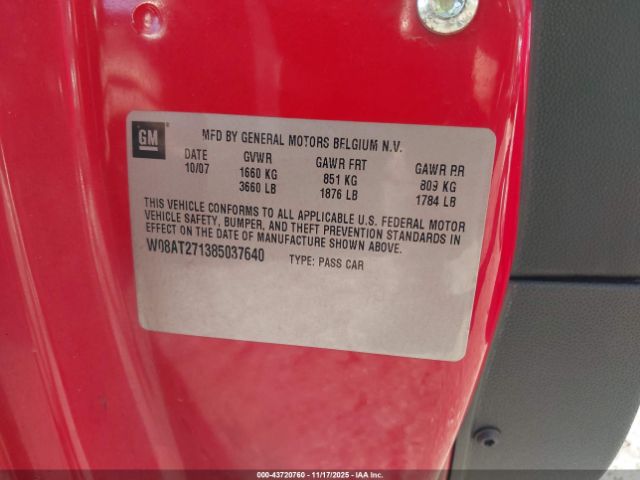 GM
MFD BY GENERAL MOTORS BELGIUM N.V.
DATE GVWR GAWR FRT GAWR RR
10/07 1660 KG 851 KG 809 KG
3660 LB 1876 LB 1784 LB
THIS VEHICLE CONFORMS TO ALL APPLICABLE U.S. FEDERAL MOTOR
VEHICLE SAFETY, BUMPER, AND THEFT PREVENTION STANDARDS IN
EFFECT ON THE DATE OF MANUFACTURE SHOWN ABOVE.
W08AT271385037640 TYPE: PASS CAR
000-43720760 - 11/17/2025 - IAA Inc.